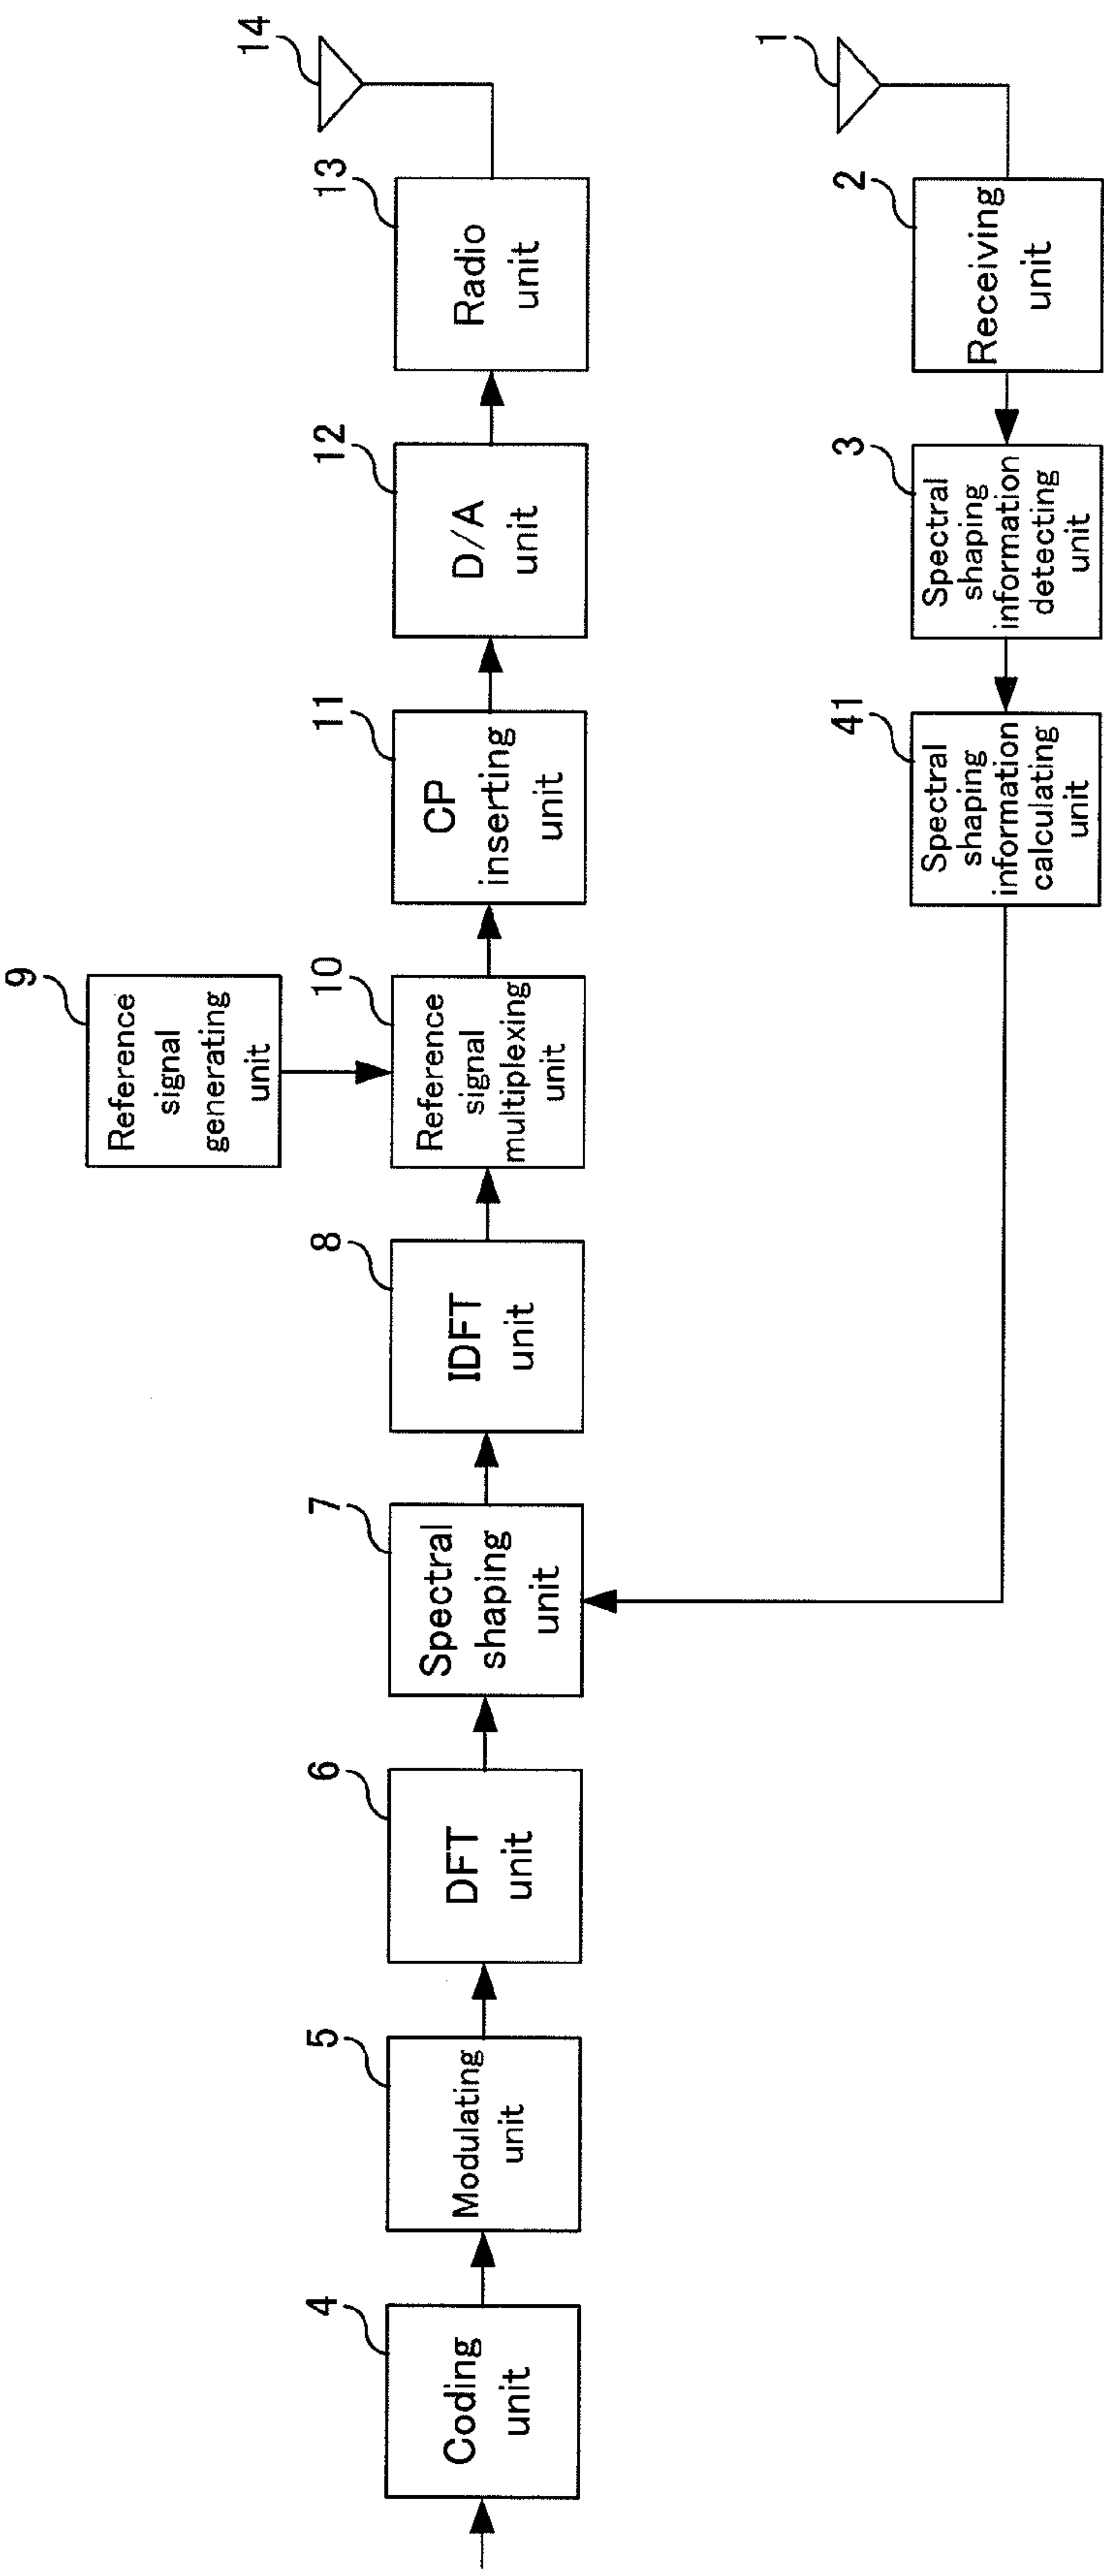 4
Coding
unit
5
Modulating
unit
6
DFT
unit
7
Spectral
shaping
unit
8
IDFT
unit
9
Reference
signal
generating
unit
10
Reference
signal
multiplexing
unit
11
CP
inserting
unit
12
D/A
unit
13
Radio
unit
14
41
Spectral
shaping
information
calculating
unit
3
Spectral
shaping
information
detecting
unit
2
Receiving
unit
1